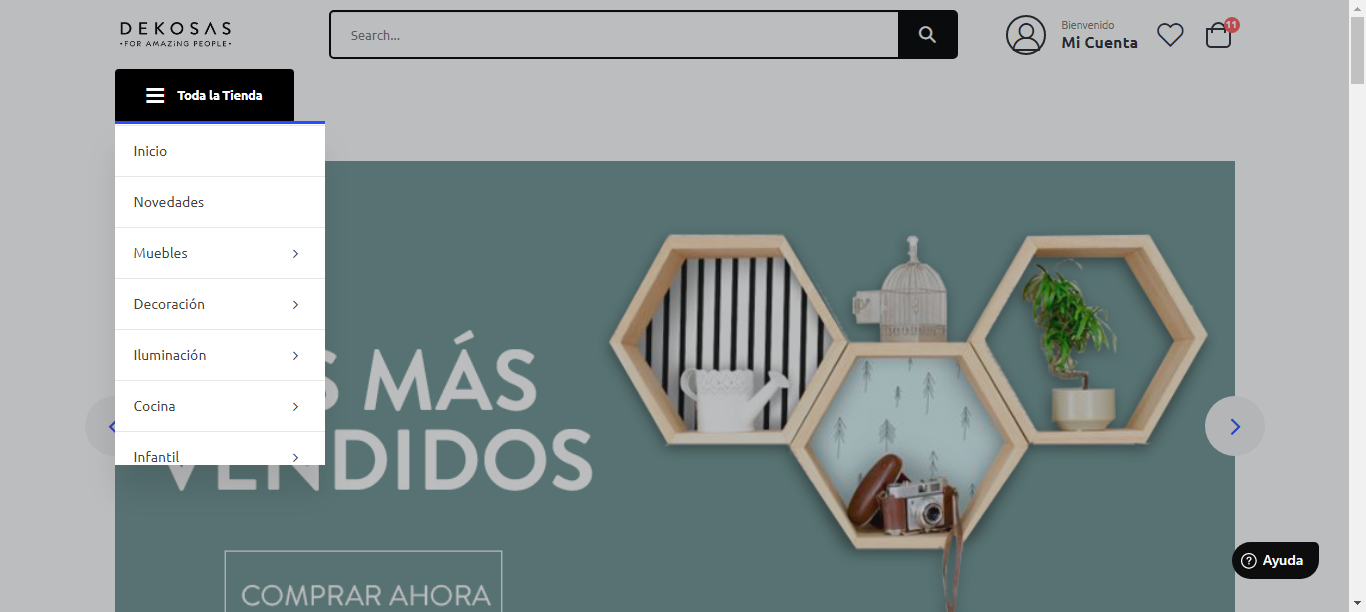 DEKOSAS
•FOR AMAZING PEOPLE•
Search...
Bienvenido
Mi Cuenta
11
Toda la Tienda
Inicio
Novedades
Muebles
Decoración
Iluminación
Cocina
Infantil
S MÁS
VENDIDOS
COMPRAR AHORA
Ayuda